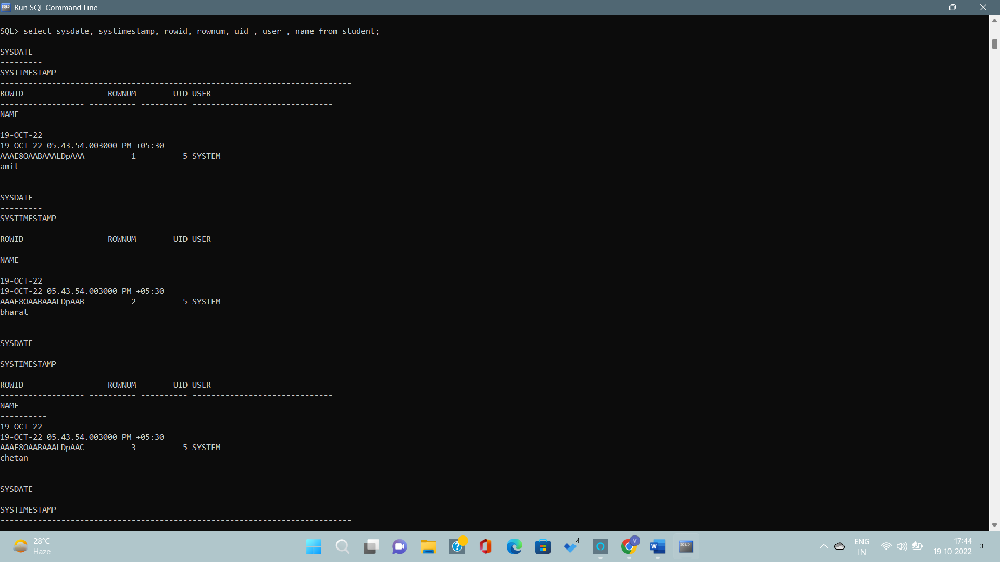 Run SQL Command Line
SQL> select sysdate, systimestamp, rowid, rownum, uid , user , name from student;
SYSDATE
---------
SYSTIMESTAMP
---------------------------------------------------------------------------
ROWID                  ROWNUM        UID USER
------------------ ---------- ---------- ------------------------------
NAME
----------
19-OCT-22
19-OCT-22 05.43.54.003000 PM +05:30
AAAE8OAABAAALDpAAA          1          5 SYSTEM
amit
SYSDATE
---------
SYSTIMESTAMP
---------------------------------------------------------------------------
ROWID                  ROWNUM        UID USER
------------------ ---------- ---------- ------------------------------
NAME
----------
19-OCT-22
19-OCT-22 05.43.54.003000 PM +05:30
AAAE8OAABAAALDpAAB          2          5 SYSTEM
bharat
SYSDATE
---------
SYSTIMESTAMP
---------------------------------------------------------------------------
ROWID                  ROWNUM        UID USER
------------------ ---------- ---------- ------------------------------
NAME
----------
19-OCT-22
19-OCT-22 05.43.54.003000 PM +05:30
AAAE8OAABAAALDpAAC          3          5 SYSTEM
chetan
SYSDATE
---------
SYSTIMESTAMP
---------------------------------------------------------------------------
28°C
Haze
4
V
W
SQL>
ENG
IN
17:44
19-10-2022
3